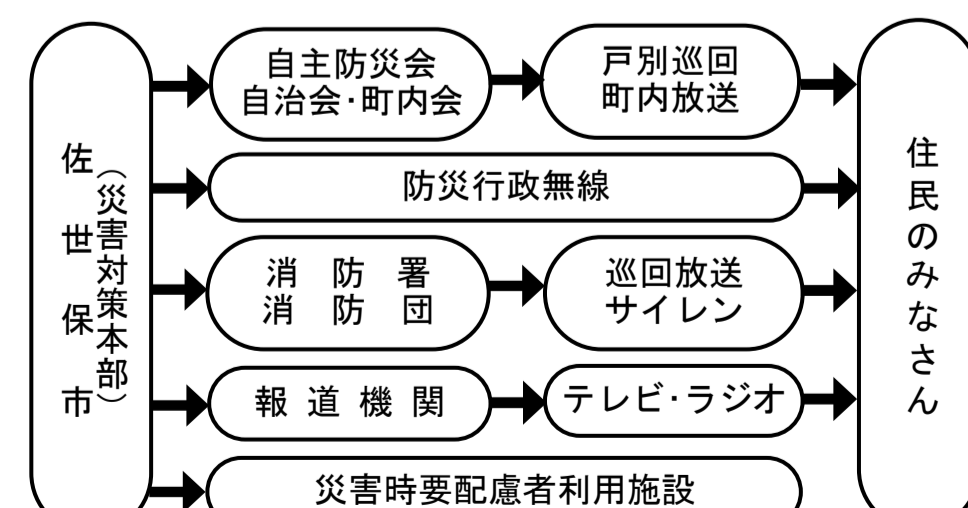 佐世保市
（災害対策本部）
自主防災会
自治会・町内会
戸別巡回
町内放送
防災行政無線
消防署
消防団
巡回放送
サイレン
報道機関
テレビ・ラジオ
災害時要配慮者利用施設
住民のみなさん